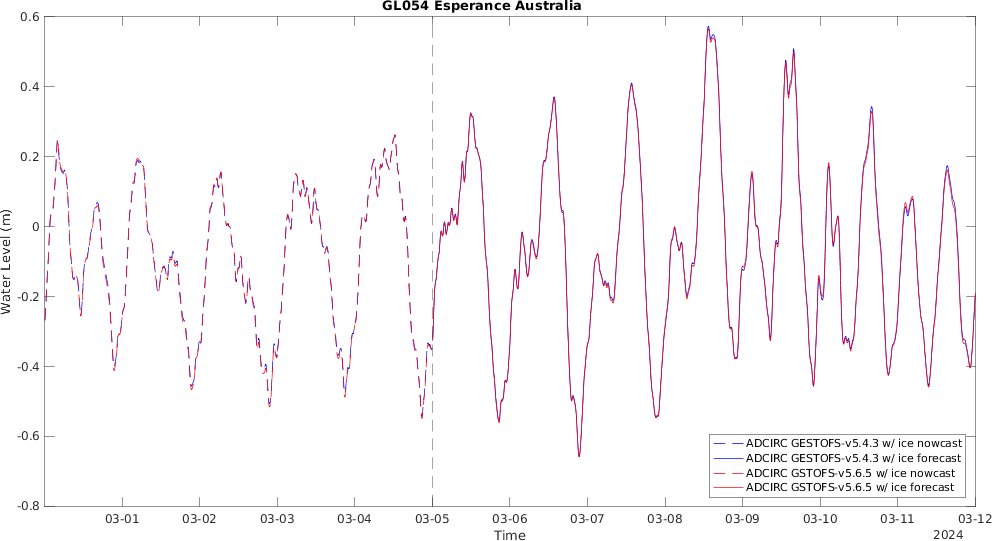 GL054 Esperance Australia
0.6
0.4
0.2
0
-0.2
-0.4
-0.6
-0.8
Water Level (m)
ADCIRC GESTOFS-v5.4.3 w/ ice nowcast
ADCIRC GESTOFS-v5.4.3 w/ ice forecast
ADCIRC GSTOFS-v5.6.5 w/ ice nowcast
ADCIRC GSTOFS-v5.6.5 w/ ice forecast
03-01 03-02 03-03 03-04 03-05 03-06 03-07 03-08 03-09 03-10 03-11 03-12
Time
2024